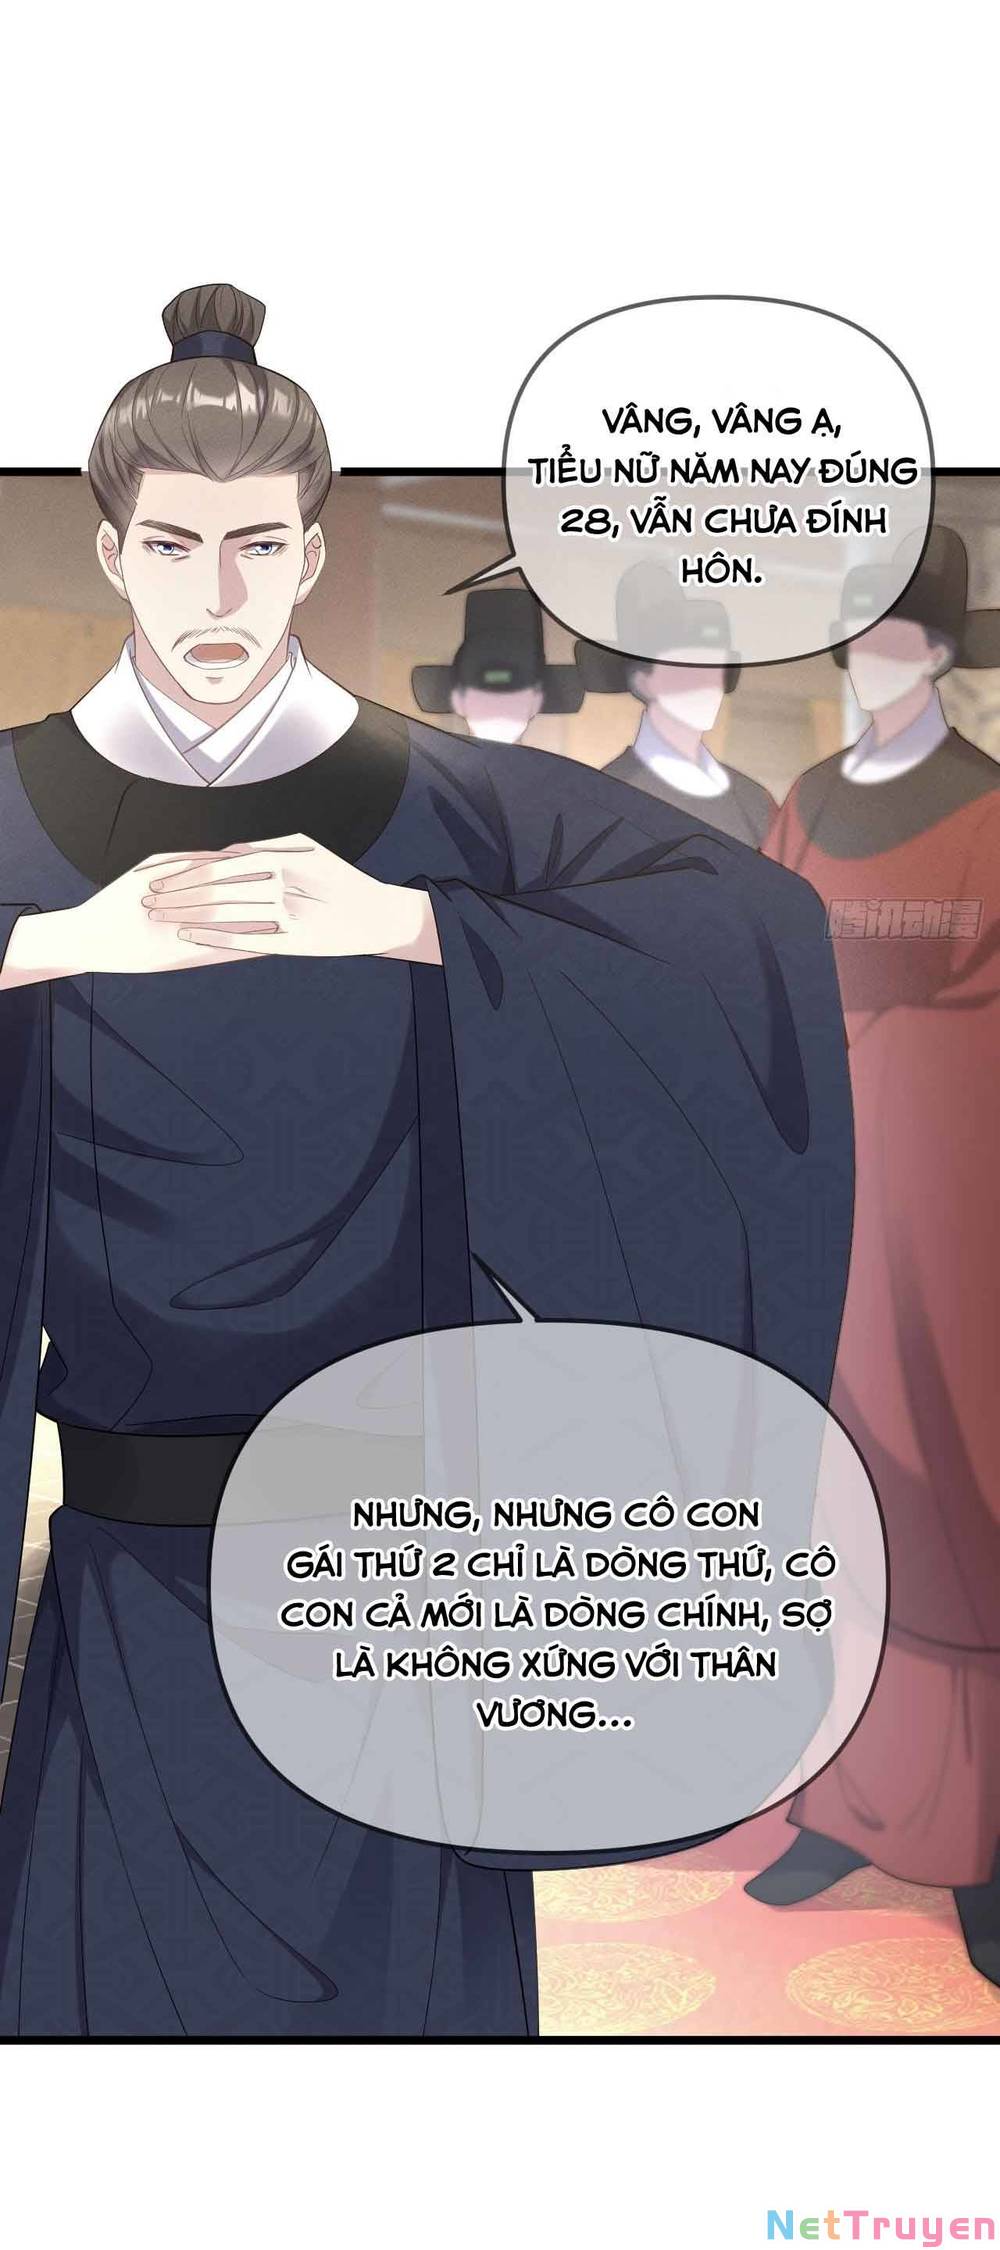 VÂNG, VÂNG Ạ,
TIỂU NỮ NĂM NAY ĐÚNG
28, VẪN CHƯA ĐÍNH
HÔN.
腾讯动漫
NHƯNG, NHƯNG CÔ CON
GÁI THỨ 2 CHỈ LÀ DÒNG THỨ, CÔ
CON CẢ MỚI LÀ DÒNG CHÍNH, SỢ
LÀ KHÔNG XỨNG VỚI THÂN
VƯƠNG...
NetTruyen